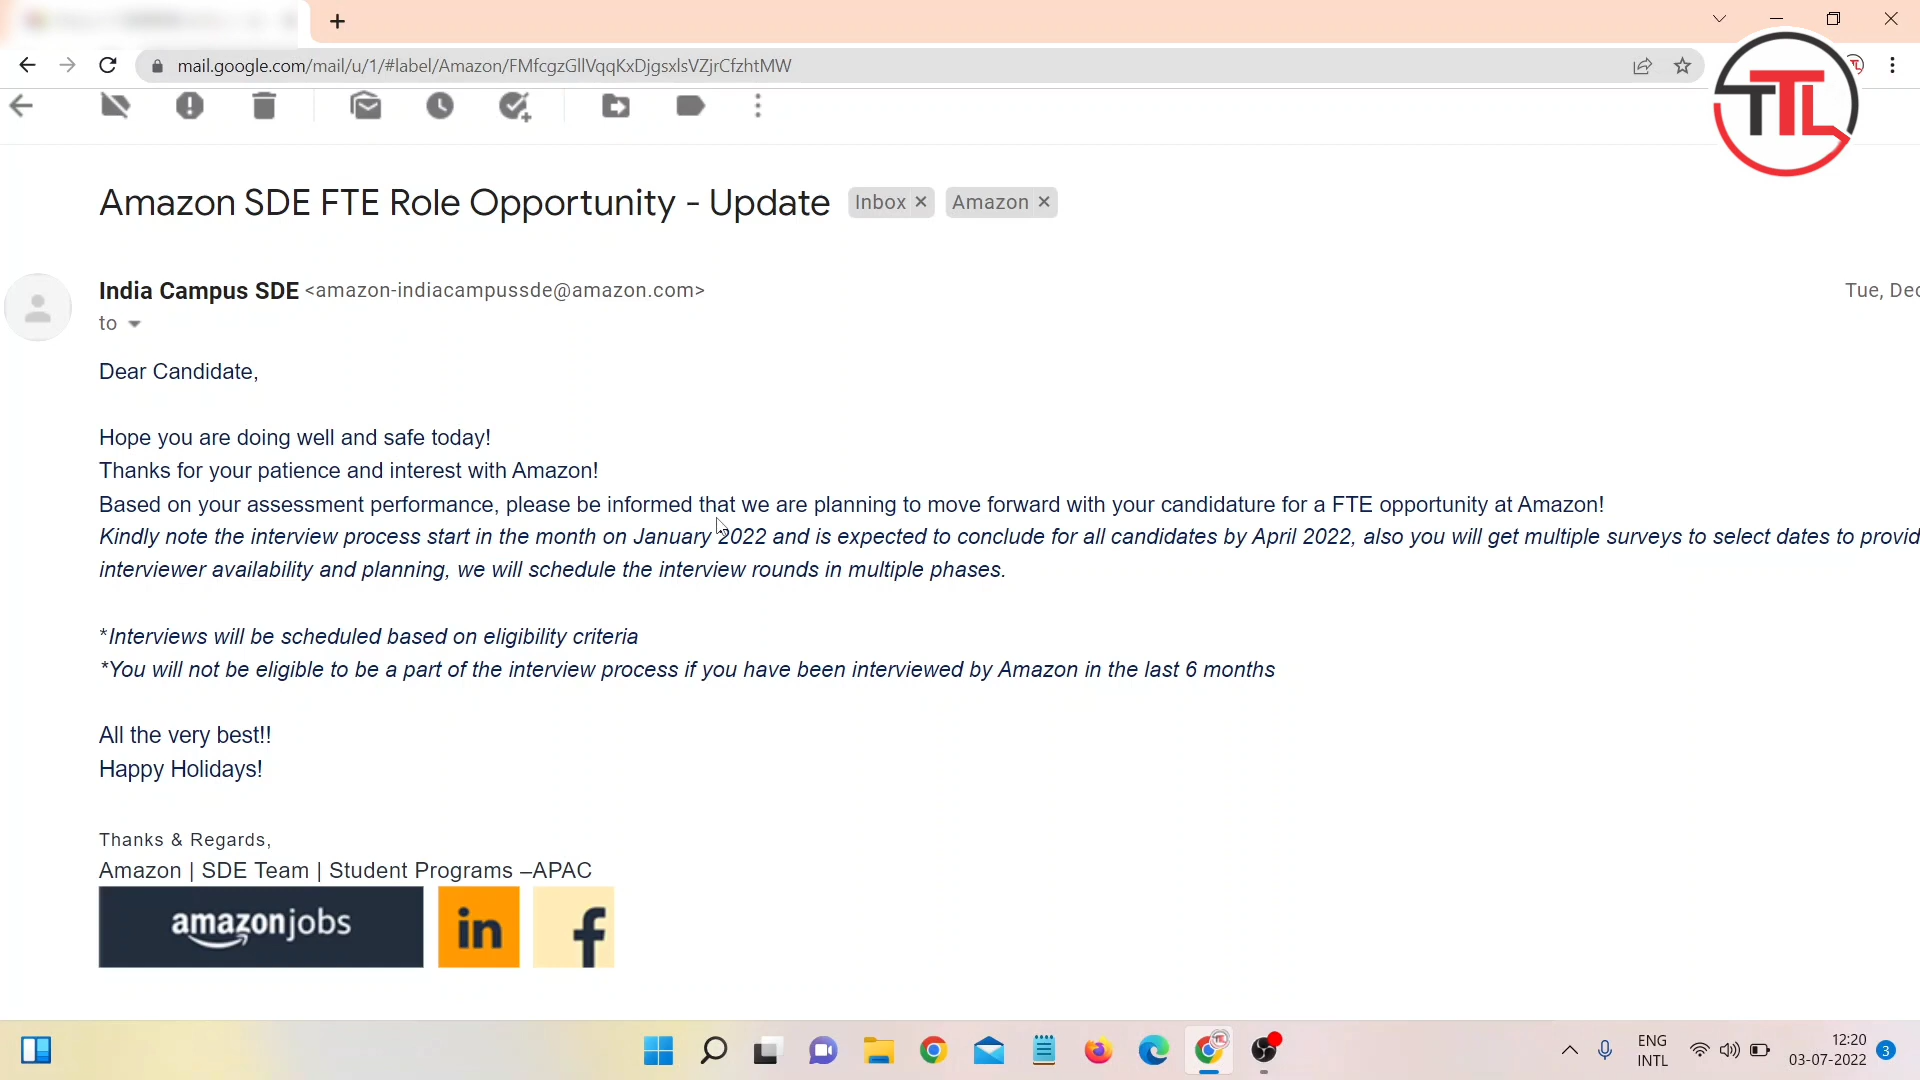 mail.google.com/mail/u/1/#label/Amazon/FMfcgzGllVqqKxDjgsxlsVZjrCfzhtMW
TTL
Amazon SDE FTE Role Opportunity - Update Inbox × Amazon ×
India Campus SDE <amazon-indiacampussde@amazon.com> Tue, Dec
to
Dear Candidate,
Hope you are doing well and safe today!
Thanks for your patience and interest with Amazon!
Based on your assessment performance, please be informed that we are planning to move forward with your candidature for a FTE opportunity at Amazon!
Kindly note the interview process start in the month on January 2022 and is expected to conclude for all candidates by April 2022, also you will get multiple surveys to select dates to provid
interviewer availability and planning, we will schedule the interview rounds in multiple phases.
*Interviews will be scheduled based on eligibility criteria
*You will not be eligible to be a part of the interview process if you have been interviewed by Amazon in the last 6 months
All the very best!!
Happy Holidays!
Thanks & Regards,
Amazon | SDE Team | Student Programs –APAC
amazonjobs in f
ENG 12:20
INTL 03-07-2022 3